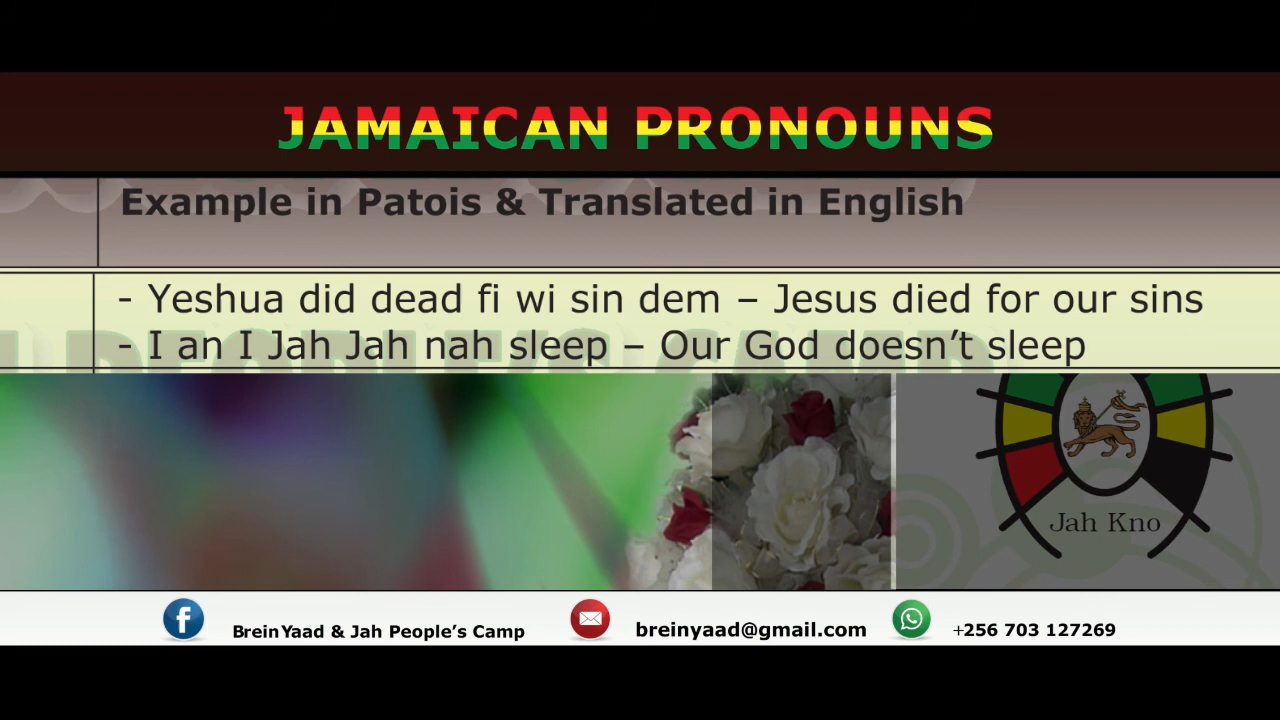 JAMAICAN PRONOUNS
Example in Patois & Translated in English
- Yeshua did dead fi wi sin dem – Jesus died for our sins
- I an I Jah Jah nah sleep – Our God doesn’t sleep
Jah Kno
BreinYaad & Jah People’s Camp
breinyaad@gmail.com
+256 703 127269